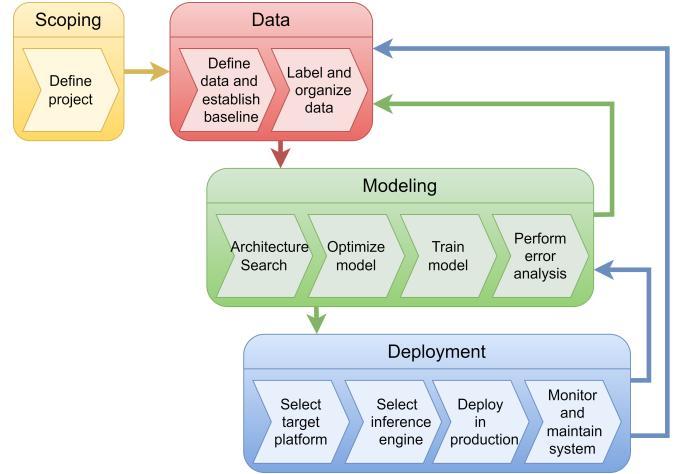 Scoping
Define
project
Data
Define
data and
establish
baseline
Label and
organize
data
Modeling
Architecture
Search
Optimize
model
Train
model
Perform
error
analysis
Deployment
Select
target
platform
Select
inference
engine
Deploy
in
production
Monitor
and
maintain
system